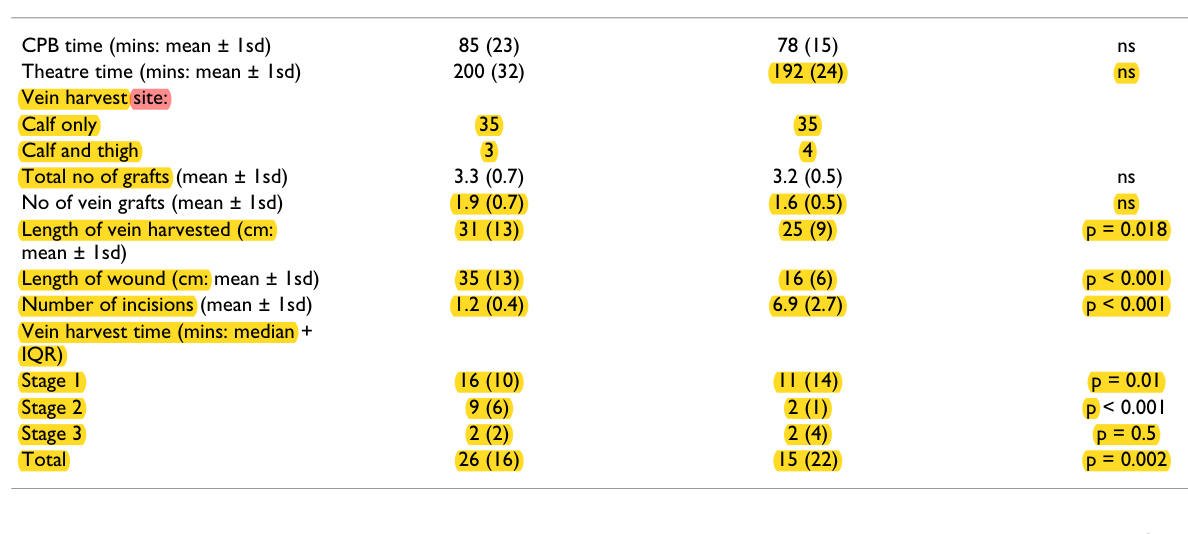 CPB time (mins: mean ± 1sd) 85 (23) 78 (15) ns
Theatre time (mins: mean ± 1sd) 200 (32) 192 (24) ns
Vein harvest site:
Calf only 35 35
Calf and thigh 3 4
Total no of grafts (mean ± 1sd) 3.3 (0.7) 3.2 (0.5) ns
No of vein grafts (mean ± 1sd) 1.9 (0.7) 1.6 (0.5) ns
Length of vein harvested (cm: 31 (13) 25 (9) p = 0.018
mean ± 1sd)
Length of wound (cm: mean ± 1sd) 35 (13) 16 (6) p < 0.001
Number of incisions (mean ± 1sd) 1.2 (0.4) 6.9 (2.7) p < 0.001
Vein harvest time (mins: median +
IQR)
Stage 1 16 (10) 11 (14) p = 0.01
Stage 2 9 (6) 2 (1) p < 0.001
Stage 3 2 (2) 2 (4) p = 0.5
Total 26 (16) 15 (22) p = 0.002